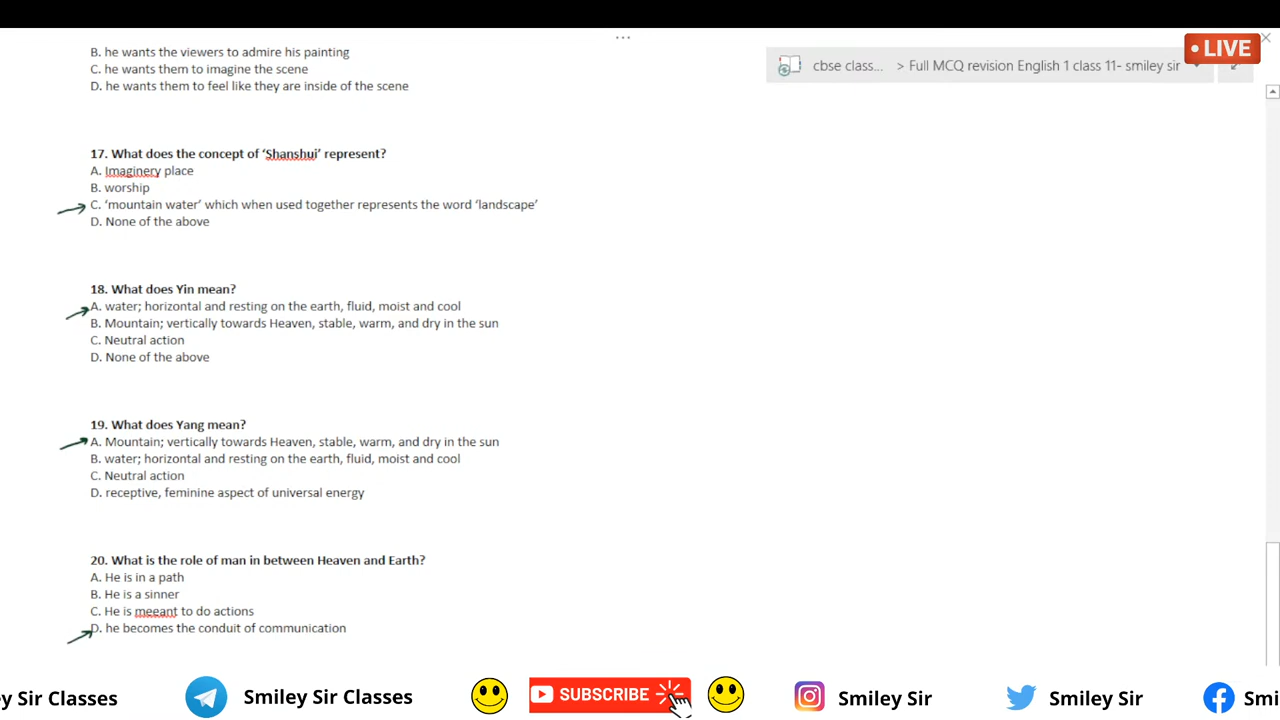 B. he wants the viewers to admire his painting
C. he wants them to imagine the scene
D. he wants them to feel like they are inside of the scene
...
LIVE
cbse class... > Full MCQ revision English 1 class 11- smiley sir
17. What does the concept of ‘Shanshui’ represent?
A. Imaginery place
B. worship
C. ‘mountain water’ which when used together represents the word ‘landscape’
D. None of the above
18. What does Yin mean?
A. water; horizontal and resting on the earth, fluid, moist and cool
B. Mountain; vertically towards Heaven, stable, warm, and dry in the sun
C. Neutral action
D. None of the above
19. What does Yang mean?
A. Mountain; vertically towards Heaven, stable, warm, and dry in the sun
B. water; horizontal and resting on the earth, fluid, moist and cool
C. Neutral action
D. receptive, feminine aspect of universal energy
20. What is the role of man in between Heaven and Earth?
A. He is in a path
B. He is a sinner
C. He is meeant to do actions
D. he becomes the conduit of communication
ey Sir Classes Smiley Sir Classes SUBSCRIBE Smiley Sir Smiley Sir Smi